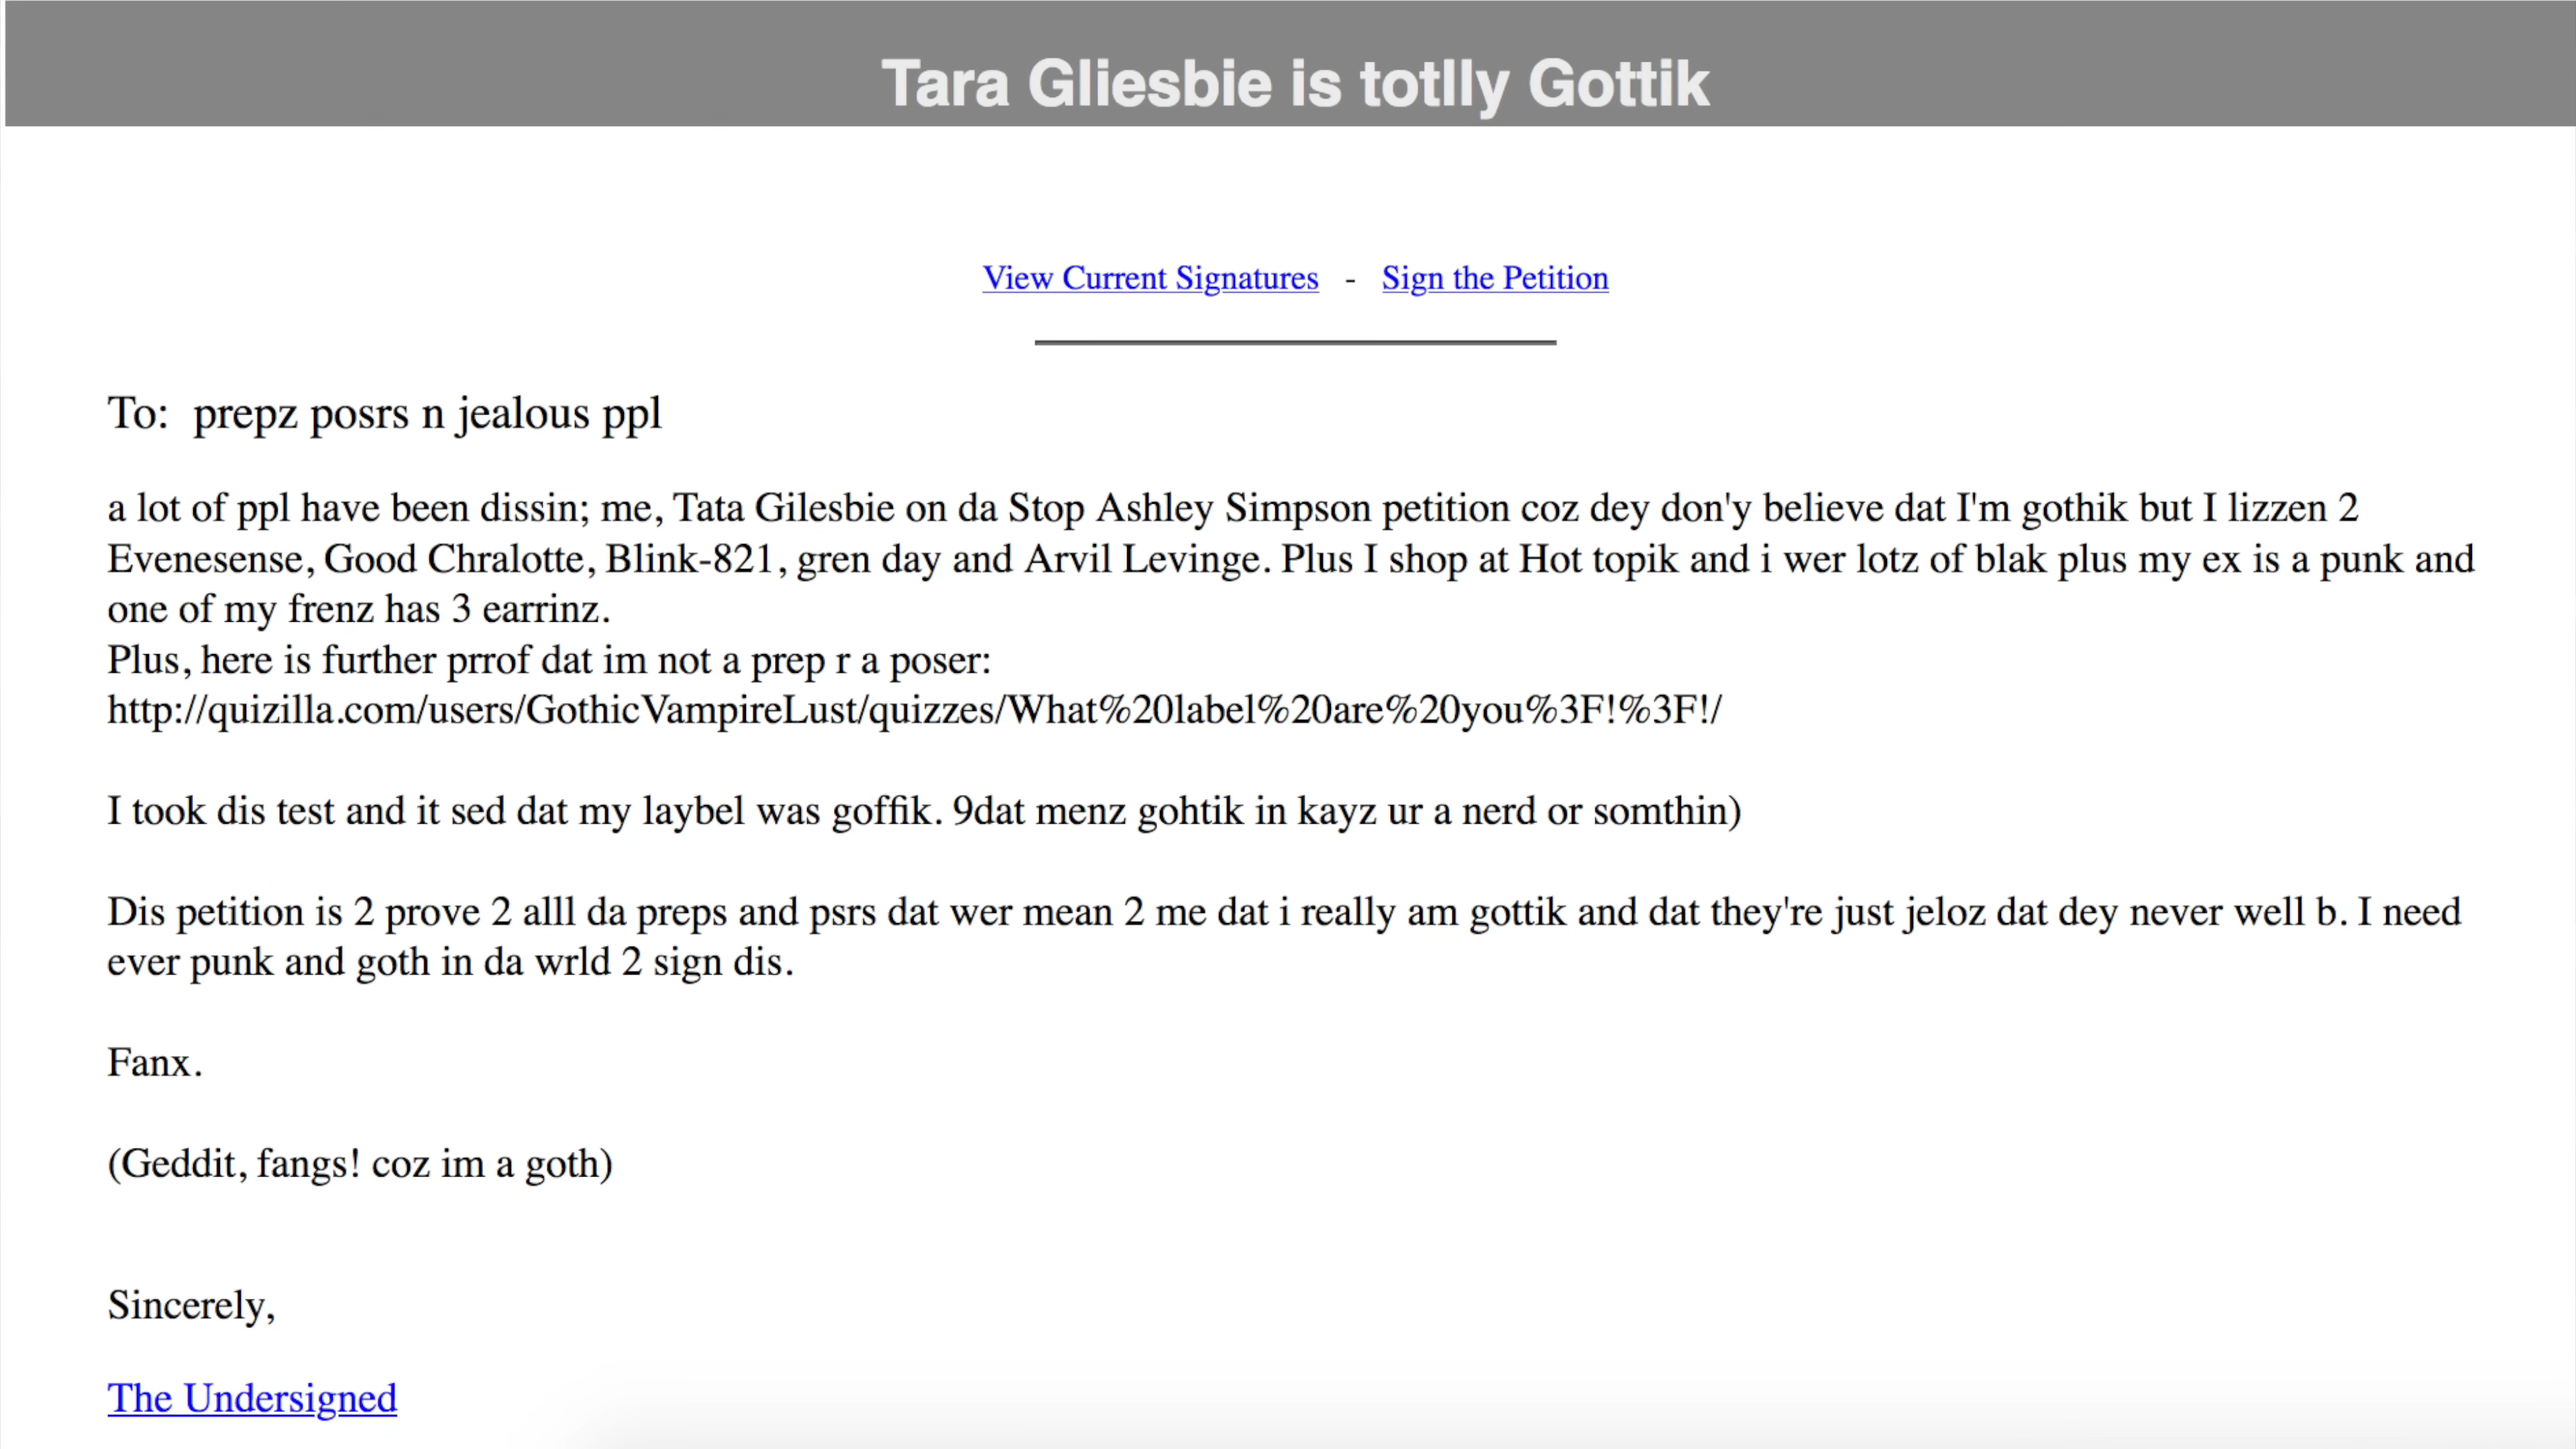 Tara Gliesbie is totlly Gottik
View Current Signatures - Sign the Petition
To: prepz posrs n jealous ppl
a lot of ppl have been dissin; me, Tata Gilesbie on da Stop Ashley Simpson petition coz dey don'y believe dat I'm gothik but I lizzen 2
Evenesense, Good Chralotte, Blink-821, gren day and Arvil Levinge. Plus I shop at Hot topik and i wer lotz of blak plus my ex is a punk and
one of my frenz has 3 earrinz.
Plus, here is further prrof dat im not a prep r a poser:
http://quizilla.com/users/GothicVampireLust/quizzes/What%20label%20are%20you%3F!%3F!/
I took dis test and it sed dat my laybel was goffik. 9dat menz gohtik in kayz ur a nerd or somthin)
Dis petition is 2 prove 2 alll da preps and psrs dat wer mean 2 me dat i really am gottik and dat they're just jeloz dat dey never well b. I need
ever punk and goth in da wrld 2 sign dis.
Fanx.
(Geddit, fangs! coz im a goth)
Sincerely,
The Undersigned